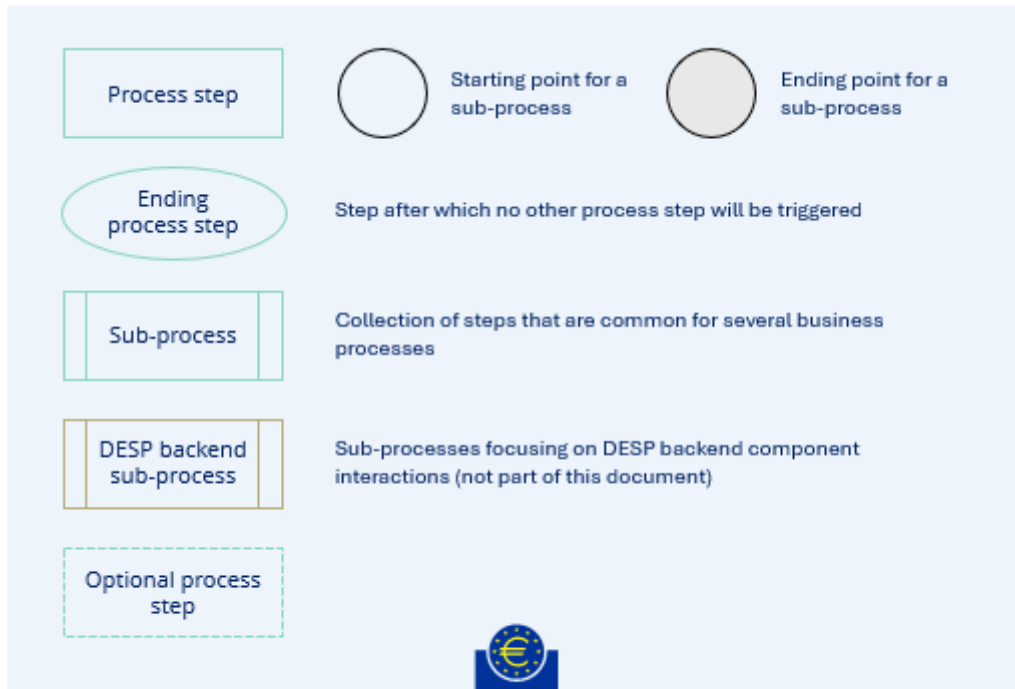 Process step
Starting point for a
sub-process
Ending point for a
sub-process
Ending
process step
Step after which no other process step will be triggered
Sub-process
Collection of steps that are common for several business
processes
DESP backend
sub-process
Sub-processes focusing on DESP backend component
interactions (not part of this document)
Optional process
step
€